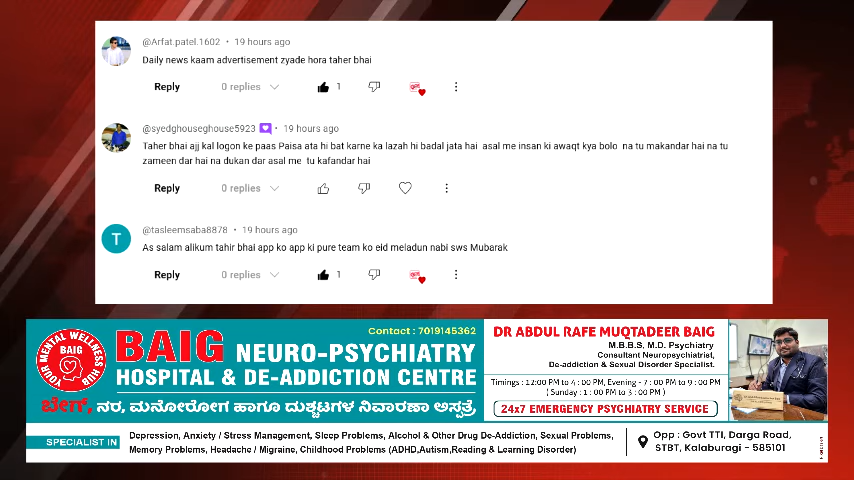 @Arfat.patel.1602 • 19 hours ago
Daily news kaam advertisement zyade hora taher bhai
Reply 0 replies 1
@syedghouseghouse5923 • 19 hours ago
Taher bhai ajj kal logon ke paas Paisa ata hi bat karne ka lazah hi badal jata hai asal me insan ki awaqt kya bolo na tu makandar hai na tu
zameen dar hai na dukan dar asal me tu kafandar hai
Reply 0 replies
T
@tasleemsaba8878 • 19 hours ago
As salam alikum tahir bhai app ko app ki pure team ko eid meladun nabi sws Mubarak
Reply 0 replies 1
YOUR MENTAL WELLNESS HUB
BAIG
Contact : 7019145362
BAIG NEURO-PSYCHIATRY
HOSPITAL & DE-ADDICTION CENTRE
ಬೇಗ್, ನರ, ಮನೋರೋಗ ಹಾಗೂ ದುಶ್ಚಟಗಳ ನಿವಾರಣಾ ಆಸ್ಪತ್ರೆ
DR ABDUL RAFE MUQTADEER BAIG
M.B.B.S, M.D. Psychiatry
Consultant Neuropsychiatrist,
De-addiction & Sexual Disorder Specialist.
Timings : 12:00 PM to 4 : 00 PM, Evening - 7 : 00 PM to 9 : 00 PM
( Sunday : 1 : 00 PM to 3 : 00 PM )
24x7 EMERGENCY PSYCHIATRY SERVICE
SPECIALIST IN
Depression, Anxiety / Stress Management, Sleep Problems, Alcohol & Other Drug De-Addiction, Sexual Problems,
Memory Problems, Headache / Migraine, Childhood Problems (ADHD,Autism,Reading & Learning Disorder)
Opp : Govt TTI, Darga Road,
STBT, Kalaburagi - 585101